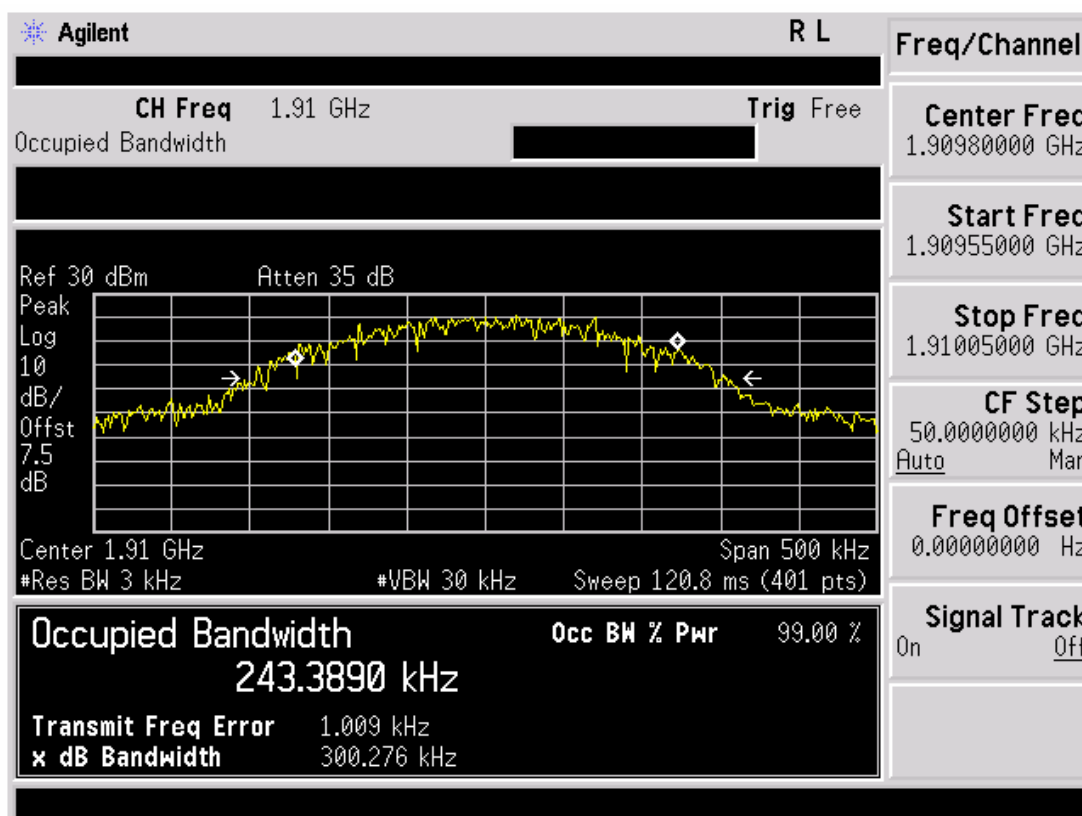 Agilent
R L
CH Freq 1.91 GHz
Trig Free
Occupied Bandwidth
Ref 30 dBm
Atten 35 dB
Peak
Log
10
dB/
Offst
7.5
dB
Center 1.91 GHz
Span 500 kHz
#Res BW 3 kHz
#VBW 30 kHz
Sweep 120.8 ms (401 pts)
Occupied Bandwidth
243.3890 kHz
Occ BW % Pwr 99.00 %
Transmit Freq Error 1.009 kHz
x dB Bandwidth 300.276 kHz
Freq/Channel
Center Freq
1.90980000 GHz
Start Freq
1.90955000 GHz
Stop Freq
1.91005000 GHz
CF Step
50.0000000 kHz
Auto Man
Freq Offset
0.00000000 Hz
Signal Track
On Off